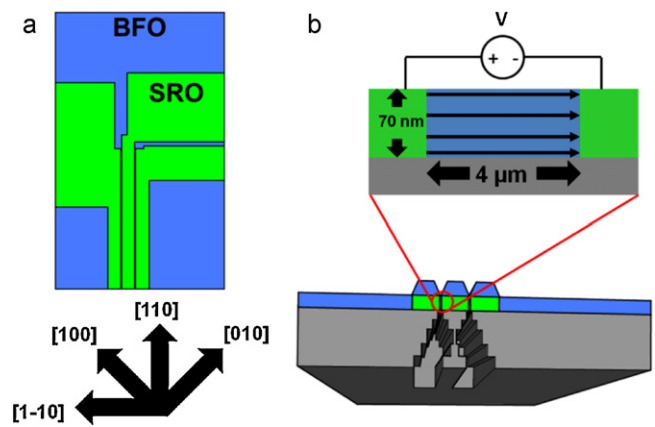 a
BFO
SRO
[110]
[100]
[010]
[1-10]
b
V
+ -
70 nm
4 µm